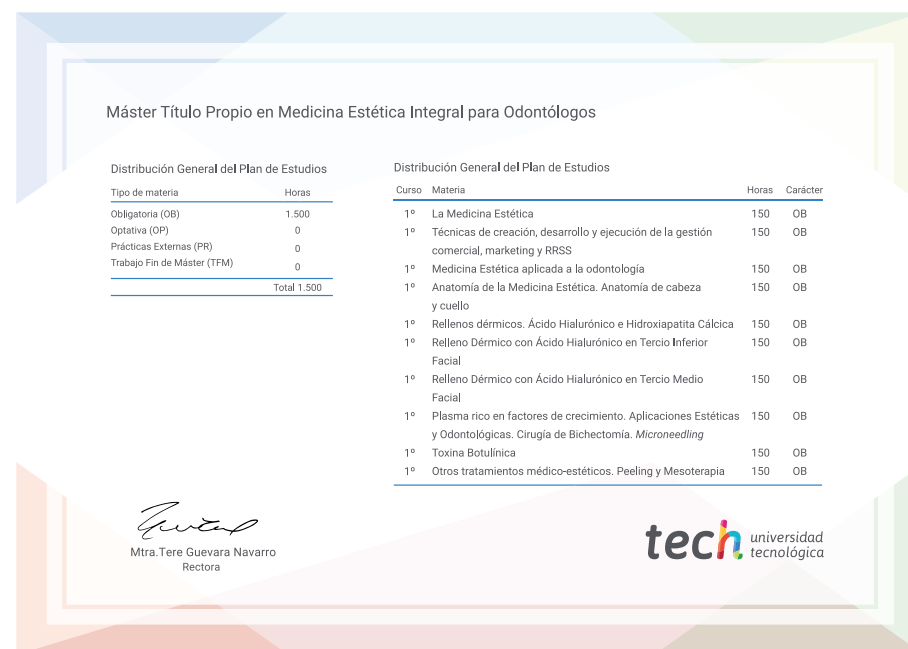 Máster Título Propio en Medicina Estética Integral para Odontólogos
Distribución General del Plan de Estudios
Tipo de materia Horas
Obligatoria (OB) 1.500
Optativa (OP) 0
Prácticas Externas (PR) 0
Trabajo Fin de Máster (TFM) 0
Total 1.500
Distribución General del Plan de Estudios
Curso Materia Horas Carácter
1º La Medicina Estética 150 OB
1º Técnicas de creación, desarrollo y ejecución de la gestión 150 OB
comercial, marketing y RRSS
1º Medicina Estética aplicada a la odontología 150 OB
1º Anatomía de la Medicina Estética. Anatomía de cabeza 150 OB
y cuello
1º Rellenos dérmicos. Ácido Hialurónico e Hidroxiapatita Cálcica 150 OB
1º Relleno Dérmico con Ácido Hialurónico en Tercio Inferior 150 OB
Facial
1º Relleno Dérmico con Ácido Hialurónico en Tercio Medio 150 OB
Facial
1º Plasma rico en factores de crecimiento. Aplicaciones Estéticas 150 OB
y Odontológicas. Cirugía de Bichectomía. Microneedling
1º Toxina Botulínica 150 OB
1º Otros tratamientos médico-estéticos. Peeling y Mesoterapia 150 OB
Mtra.Tere Guevara Navarro
Rectora
tech universidad
tecnológica